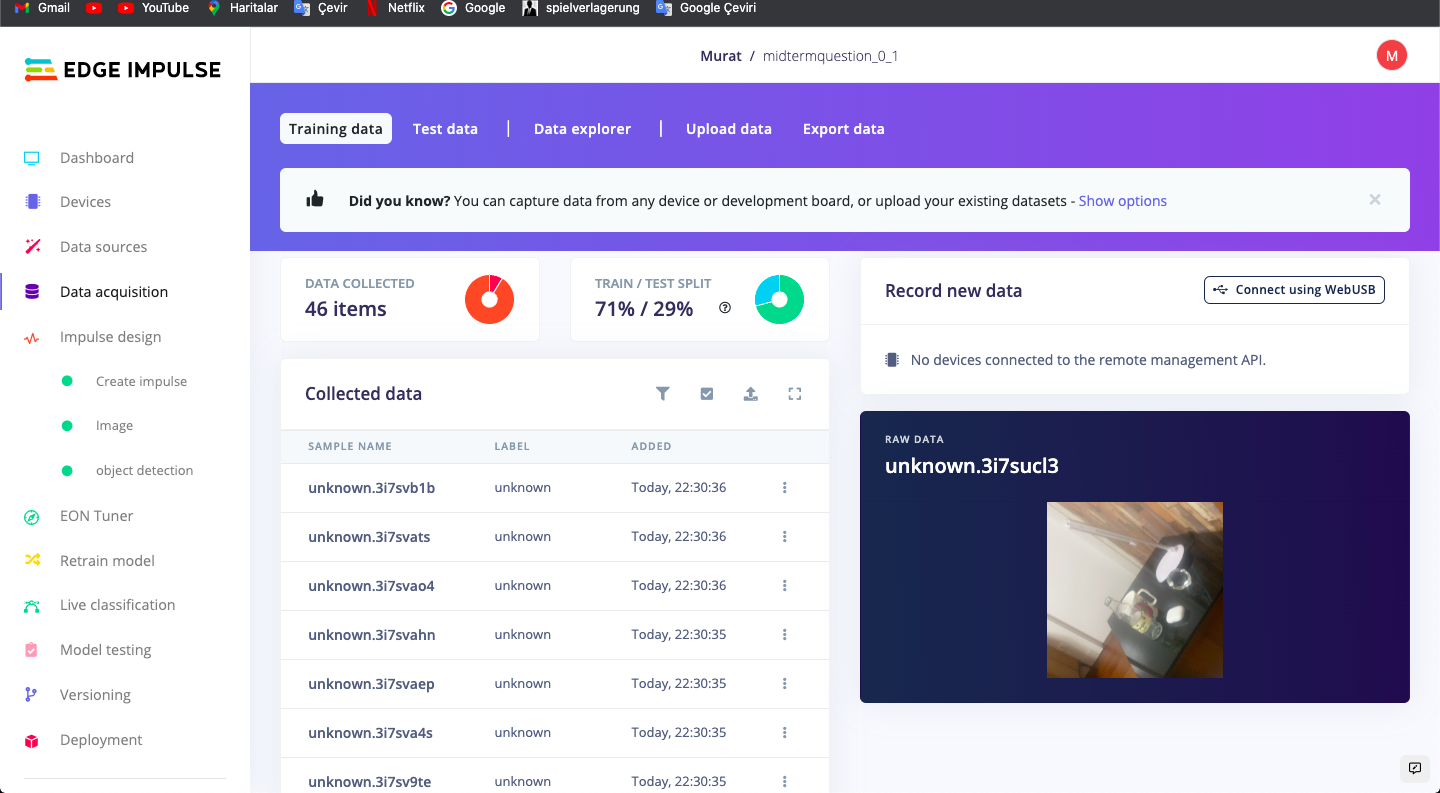 Gmail YouTube Haritalar Çevir Netflix Google spielverlagerung Google Çeviri
EDGE IMPULSE
Murat / midtermquestion_0_1
M
Training data Test data | Data explorer | Upload data Export data
Did you know? You can capture data from any device or development board, or upload your existing datasets - Show options
Dashboard
Devices
Data sources
Data acquisition
Impulse design
Create impulse
Image
object detection
EON Tuner
Retrain model
Live classification
Model testing
Versioning
Deployment
DATA COLLECTED
46 items
TRAIN / TEST SPLIT
71% / 29%
Collected data
SAMPLE NAME LABEL ADDED
unknown.3i7svb1b unknown Today, 22:30:36
unknown.3i7svats unknown Today, 22:30:36
unknown.3i7svao4 unknown Today, 22:30:36
unknown.3i7svahn unknown Today, 22:30:35
unknown.3i7svaep unknown Today, 22:30:35
unknown.3i7sva4s unknown Today, 22:30:35
unknown.3i7sv9te unknown Today, 22:30:35
Record new data
Connect using WebUSB
No devices connected to the remote management API.
RAW DATA
unknown.3i7sucl3